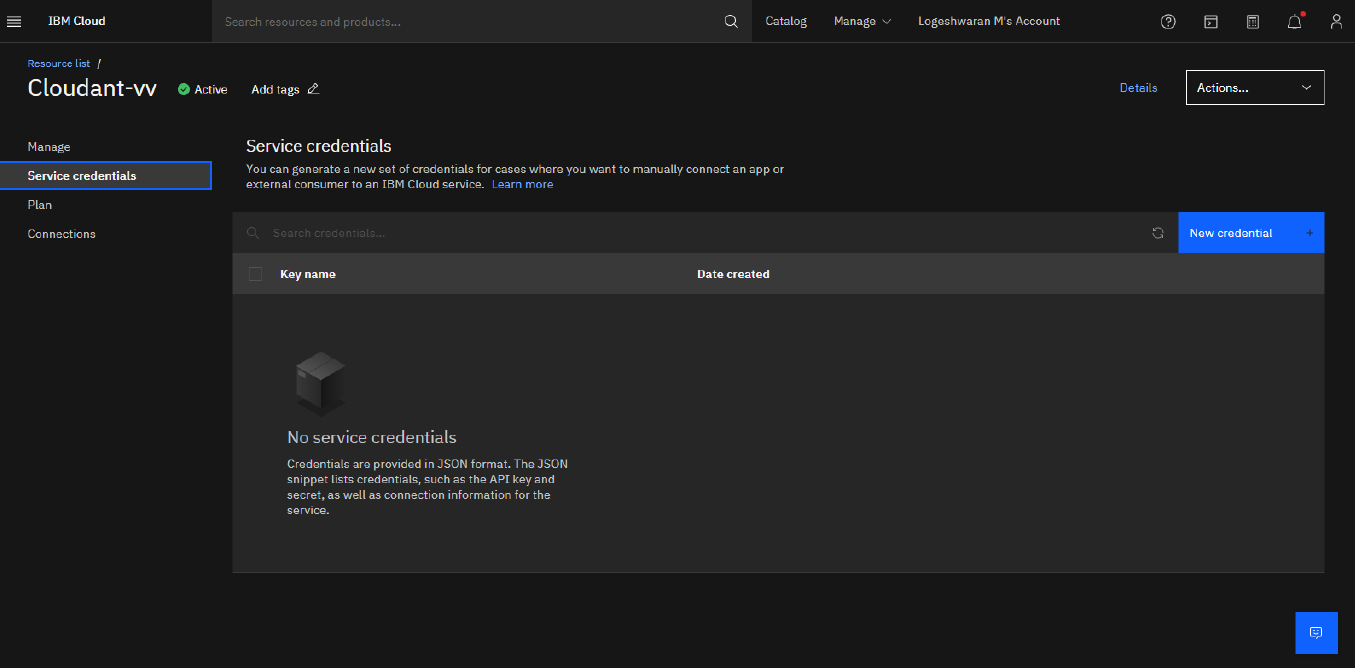 IBM Cloud
Search resources and products...
Catalog
Manage
Logeshwaran M's Account
Resource list /
Cloudant-vv
Active
Add tags
Details
Actions...
Manage
Service credentials
Plan
Connections
Service credentials
You can generate a new set of credentials for cases where you want to manually connect an app or
external consumer to an IBM Cloud service. Learn more
Search credentials...
New credential +
Key name
Date created
No service credentials
Credentials are provided in JSON format. The JSON
snippet lists credentials, such as the API key and
secret, as well as connection information for the
service.